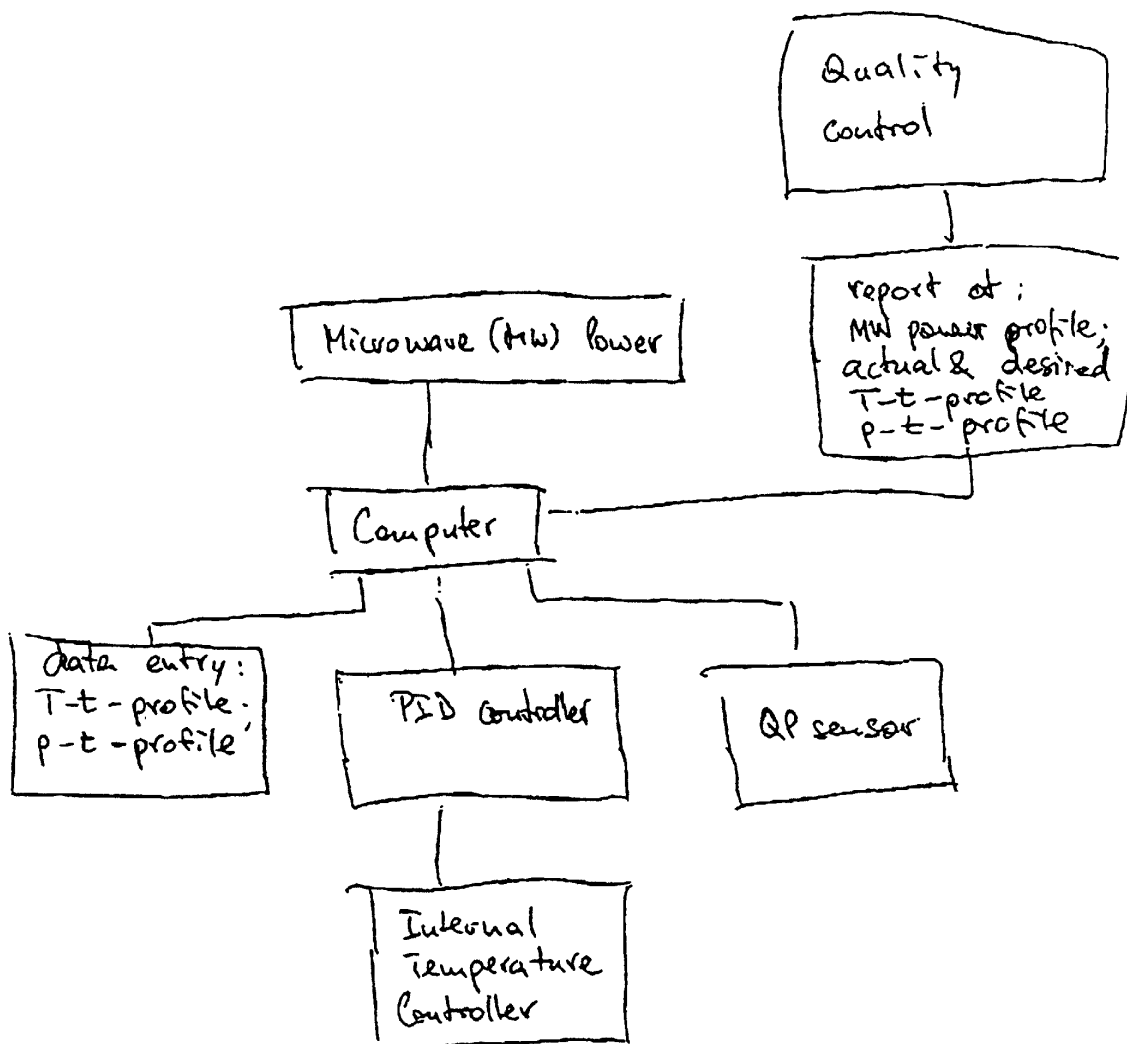 Quality
control
report of:
MW power profile;
actual & desired
T-t-profile
p-t-profile
Microwave (MW) Power
Computer
data entry:
T-t-profile;
p-t-profile
PID controller
QP sensor
Internal
Temperature
Controller